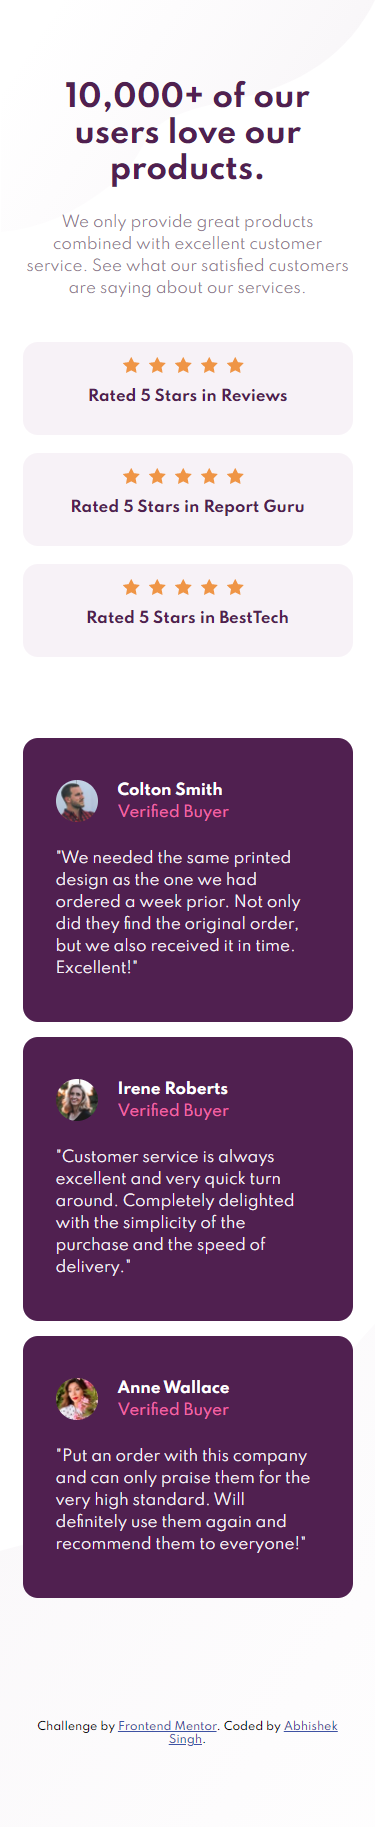 10,000+ of our
users love our
products.
We only provide great products
combined with excellent customer
service. See what our satisfied customers
are saying about our services.
Rated 5 Stars in Reviews
Rated 5 Stars in Report Guru
Rated 5 Stars in BestTech
Colton Smith
Verified Buyer
"We needed the same printed
design as the one we had
ordered a week prior. Not only
did they find the original order,
but we also received it in time.
Excellent!"
Irene Roberts
Verified Buyer
"Customer service is always
excellent and very quick turn
around. Completely delighted
with the simplicity of the
purchase and the speed of
delivery."
Anne Wallace
Verified Buyer
"Put an order with this company
and can only praise them for the
very high standard. Will
definitely use them again and
recommend them to everyone!"
Challenge by Frontend Mentor. Coded by Abhishek
Singh.